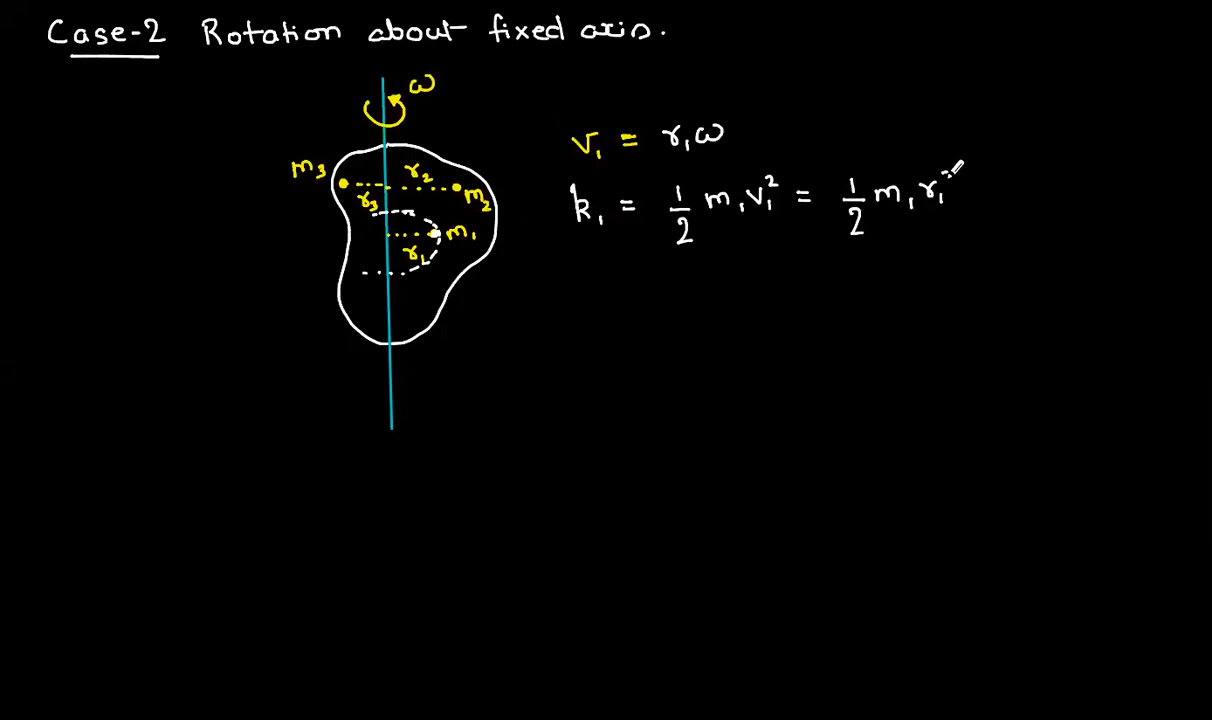 Case-2 Rotation about fixed axis.
ω
v₁ = r₁ω
m₃ r₂ m₂
r₃
k₁ = 1/2 m₁v₁² = 1/2 m₁r₁
m₁
r₁